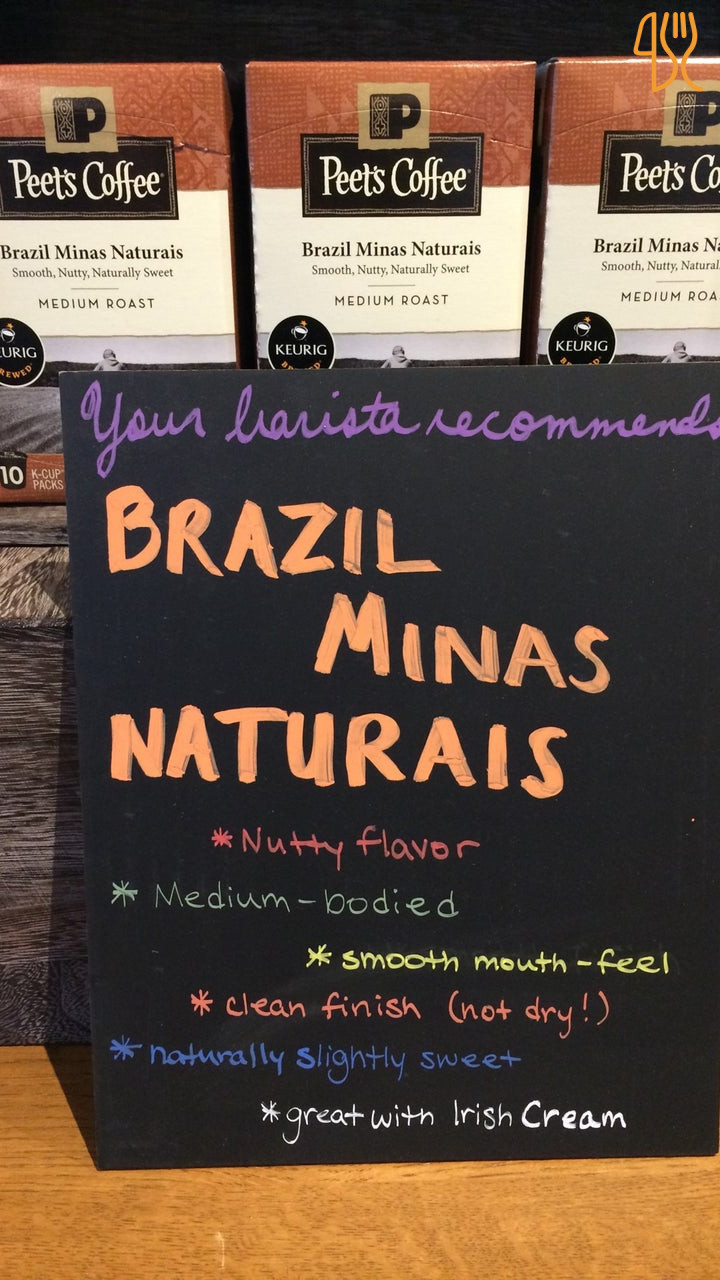 P
Peet's Coffee
Brazil Minas Naturais
Smooth, Nutty, Naturally Sweet
MEDIUM ROAST
KEURIG
BREWED
10 K-CUP
PACKS
P
Peet's Coffee
Brazil Minas Naturais
Smooth, Nutty, Naturally Sweet
MEDIUM ROAST
KEURIG
P
Peet's Co
Brazil Minas Na
Smooth, Nutty, Natural
MEDIUM ROA
KEURIG
Your barista recommends
BRAZIL
MINAS
NATURAIS
* Nutty flavor
* Medium-bodied
* smooth mouth-feel
* clean finish (not dry!)
* naturally slightly sweet
* great with Irish Cream